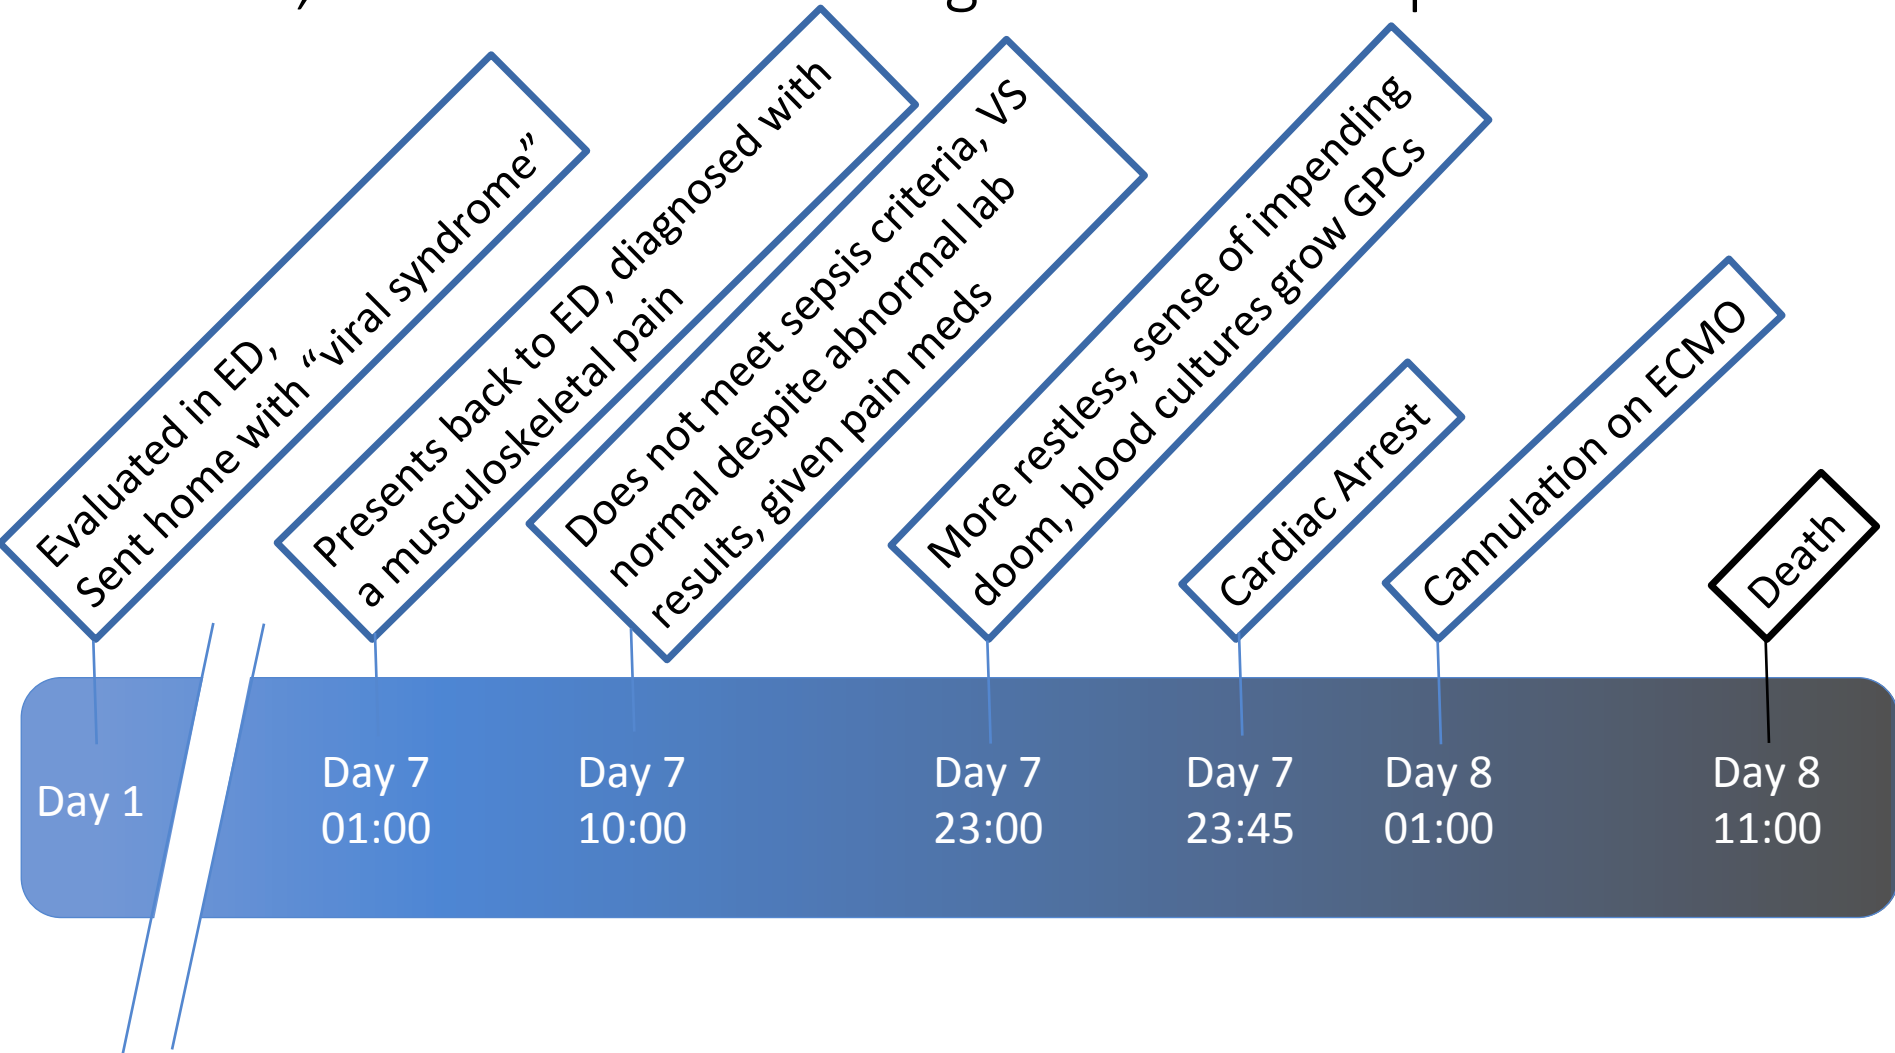 Evaluated in ED,
Sent home with “viral syndrome”
Presents back to ED, diagnosed with
a musculoskeletal pain
Does not meet sepsis criteria, VS
normal despite abnormal lab
results, given pain meds
More restless, sense of impending
doom, blood cultures grow GPCs
Cardiac Arrest
Cannulation on ECMO
Death
Day 1
Day 7
01:00
Day 7
10:00
Day 7
23:00
Day 7
23:45
Day 8
01:00
Day 8
11:00